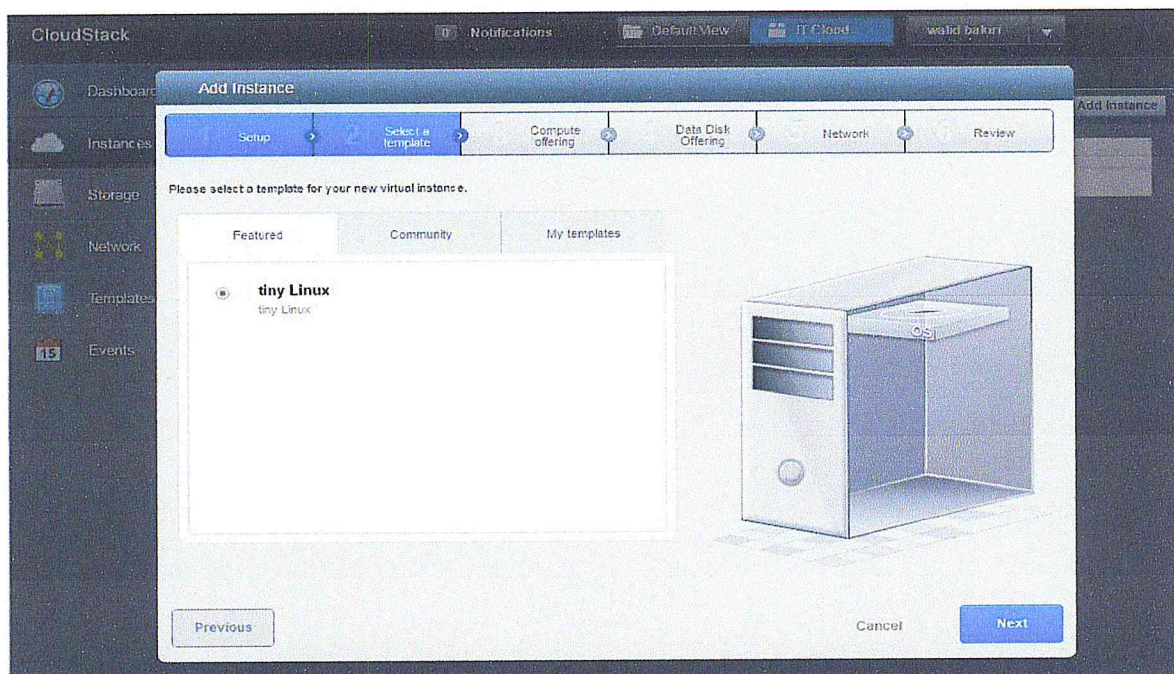 CloudStack
0 Notifications
Default View
IT Cloud
walid bakiri
Dashboard
Instances
Storage
Network
Templates
Events
15
Add Instance
Add Instance
1 Setup
2 Select a template
Compute offering
Data Disk Offering
Network
Review
Please select a template for your new virtual instance.
Featured
Community
My templates
tiny Linux
tiny Linux
OS
Previous
Cancel
Next